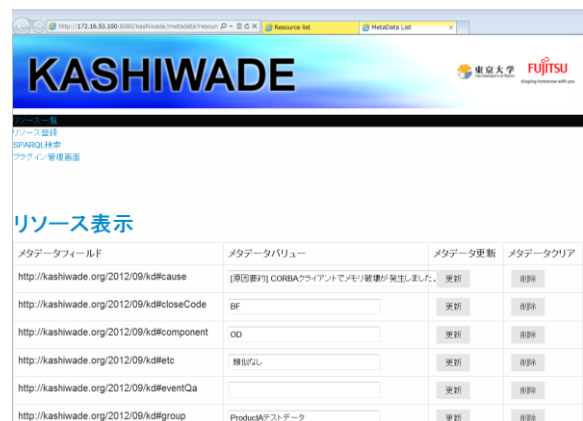 http://172.16.53.100:8080/kashiwade/metadata?resour
Resource list
MetaData List
KASHIWADE
東京大学
FUJITSU
shaping tomorrow with you
リソース一覧
リソース登録
SPARQL検索
プラグイン管理画面
リソース表示
メタデータフィールド メタデータバリュー メタデータ更新 メタデータクリア
http://kashiwade.org/2012/09/kd#cause [原因要約] CORBAクライアントでメモリ破壊が発生しました。 更新 削除
http://kashiwade.org/2012/09/kd#closeCode BF 更新 削除
http://kashiwade.org/2012/09/kd#component OD 更新 削除
http://kashiwade.org/2012/09/kd#etc 類似なし 更新 削除
http://kashiwade.org/2012/09/kd#eventQa 更新 削除
http://kashiwade.org/2012/09/kd#group ProductAテストデータ 更新 削除